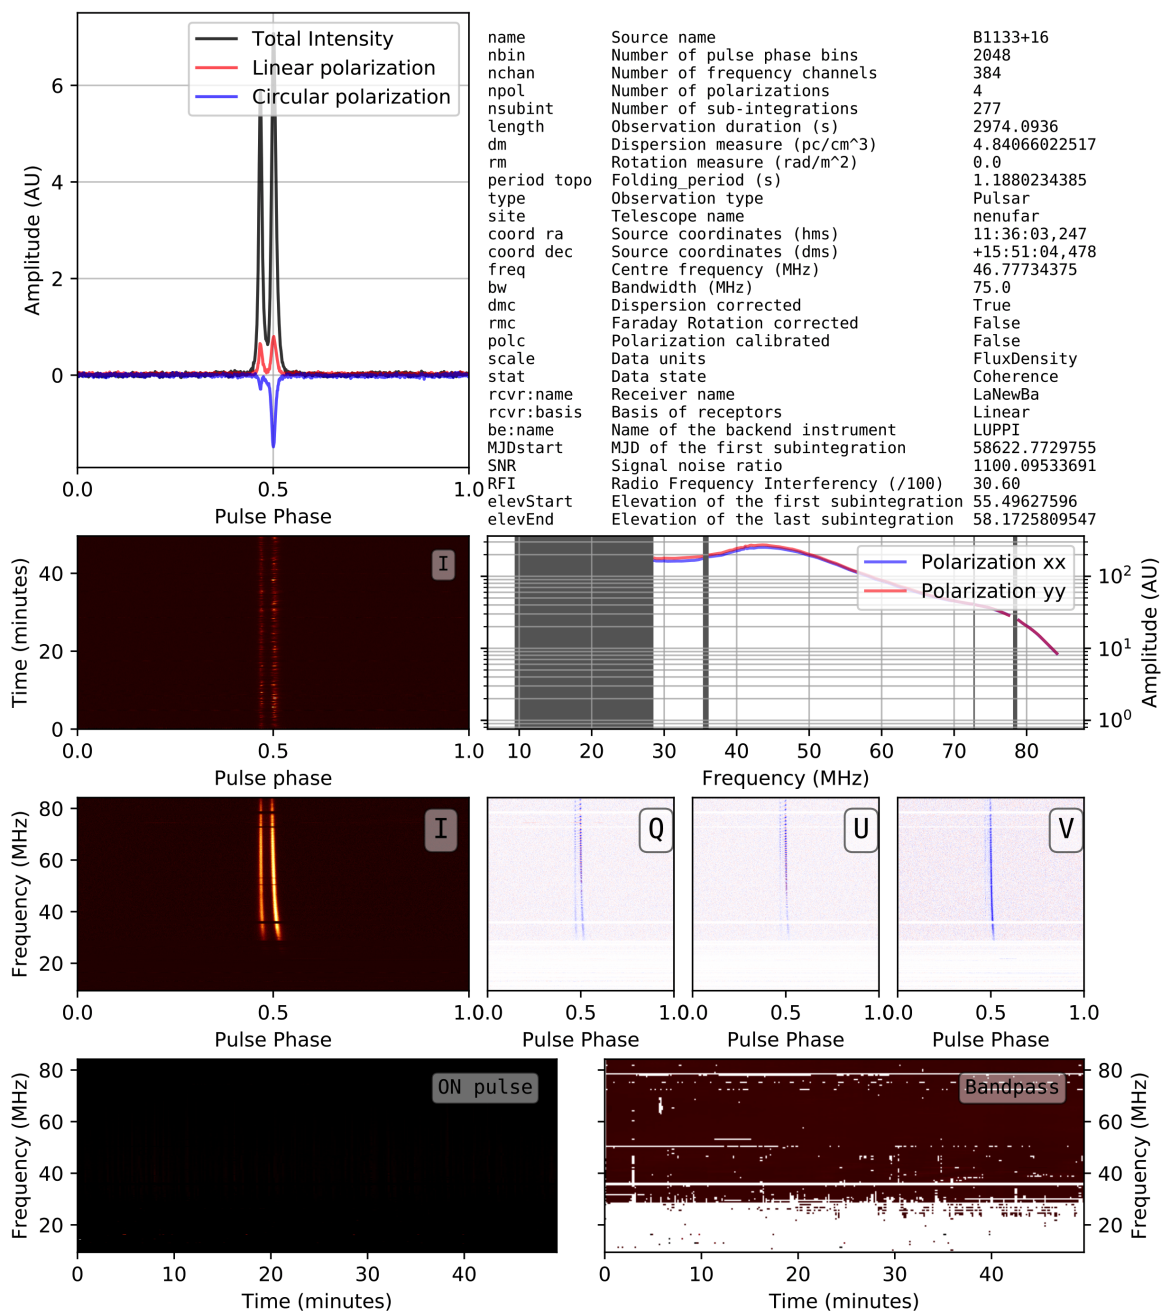 Total Intensity
Linear polarization
Circular polarization
6
4
2
0
Amplitude (AU)
0.0 0.5 1.0
Pulse Phase
name Source name B1133+16
nbin Number of pulse phase bins 2048
nchan Number of frequency channels 384
npol Number of polarizations 4
nsubint Number of sub-integrations 277
length Observation duration (s) 2974.0936
dm Dispersion measure (pc/cm^3) 4.84066022517
rm Rotation measure (rad/m^2) 0.0
period topo Folding_period (s) 1.1880234385
type Observation type Pulsar
site Telescope name nenufar
coord ra Source coordinates (hms) 11:36:03,247
coord dec Source coordinates (dms) +15:51:04,478
freq Centre frequency (MHz) 46.77734375
bw Bandwidth (MHz) 75.0
dmc Dispersion corrected True
rmc Faraday Rotation corrected False
polc Polarization calibrated False
scale Data units FluxDensity
stat Data state Coherence
rcvr:name Receiver name LaNewBa
rcvr:basis Basis of receptors Linear
be:name Name of the backend instrument LUPPI
MJDstart MJD of the first subintegration 58622.7729755
SNR Signal noise ratio 1100.09533691
RFI Radio Frequency Interferency (/100) 30.60
elevStart Elevation of the first subintegration 55.49627596
elevEnd Elevation of the last subintegration 58.1725809547
I
40
20
0
Time (minutes)
0.0 0.5 1.0
Pulse phase
Polarization xx
Polarization yy
10^2
10^1
10^0
Amplitude (AU)
10 20 30 40 50 60 70 80
Frequency (MHz)
I
80
60
40
20
Frequency (MHz)
0.0 0.5 1.0
Pulse Phase
Q
0.0 0.5 1.0
Pulse Phase
U
0.0 0.5 1.0
Pulse Phase
V
0.0 0.5 1.0
Pulse Phase
ON pulse
80
60
40
20
Frequency (MHz)
0 10 20 30 40
Time (minutes)
Bandpass
80
60
40
20
Frequency (MHz)
0 10 20 30 40
Time (minutes)